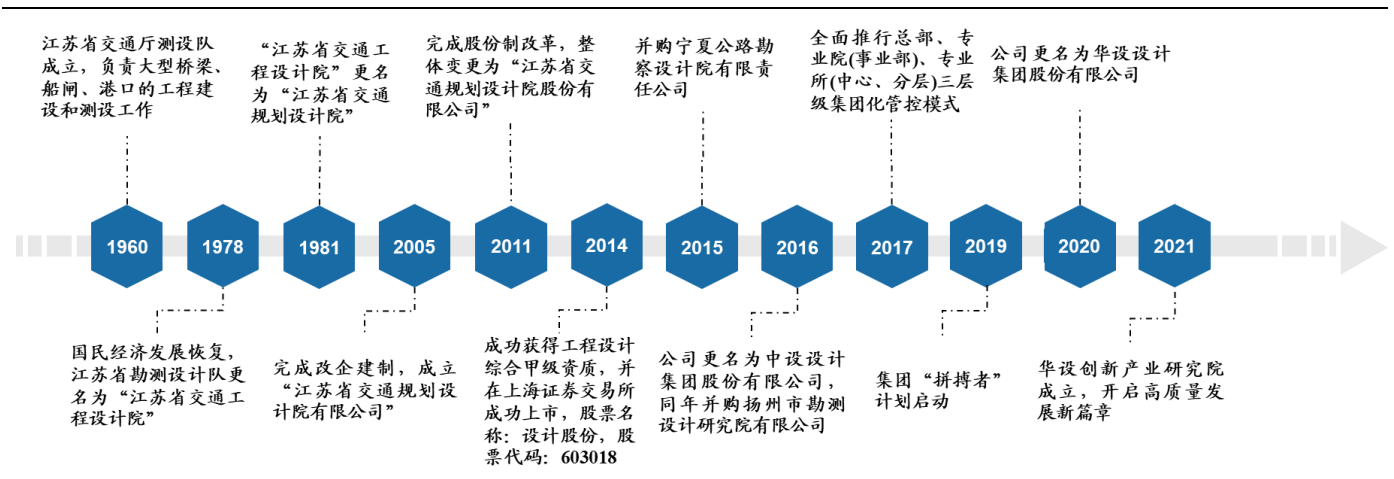 江苏省交通厅测设队
成立，负责大型桥梁、
船闸、港口的工程建
设和测设工作
“江苏省交通工
程设计院”更名
为“江苏省交通
规划设计院”
完成股份制改革，整
体变更为“江苏省交
通规划设计院股份有
限公司”
并购宁夏公路勘
察设计院有限责
任公司
全面推行总部、专
业院(事业部)、专业
所(中心、分层)三层
级集团化管控模式
公司更名为华设设计
集团股份有限公司
1960
1978
1981
2005
2011
2014
2015
2016
2017
2019
2020
2021
国民经济发展恢复，
江苏省勘测设计队更
名为“江苏省交通工
程设计院”
完成改企建制，成立
“江苏省交通规划设
计院有限公司”
成功获得工程设计
综合甲级资质，并
在上海证券交易所
成功上市，股票名
称：设计股份，股
票代码：603018
公司更名为中设设计
集团股份有限公司，
同年并购扬州市勘测
设计研究院有限公司
集团“拼搏者”
计划启动
华设创新产业研究院
成立，开启高质量发
展新篇章